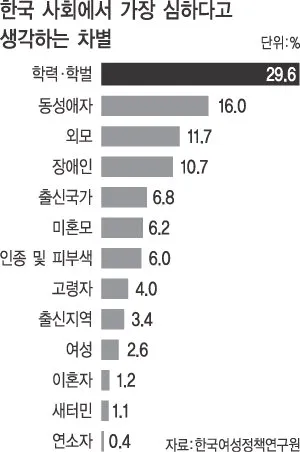 한국 사회에서 가장 심하다고
생각하는 차별
단위:%
학력·학벌 29.6
동성애자 16.0
외모 11.7
장애인 10.7
출신국가 6.8
미혼모 6.2
인종 및 피부색 6.0
고령자 4.0
출신지역 3.4
여성 2.6
이혼자 1.2
새터민 1.1
연소자 0.4
자료:한국여성정책연구원